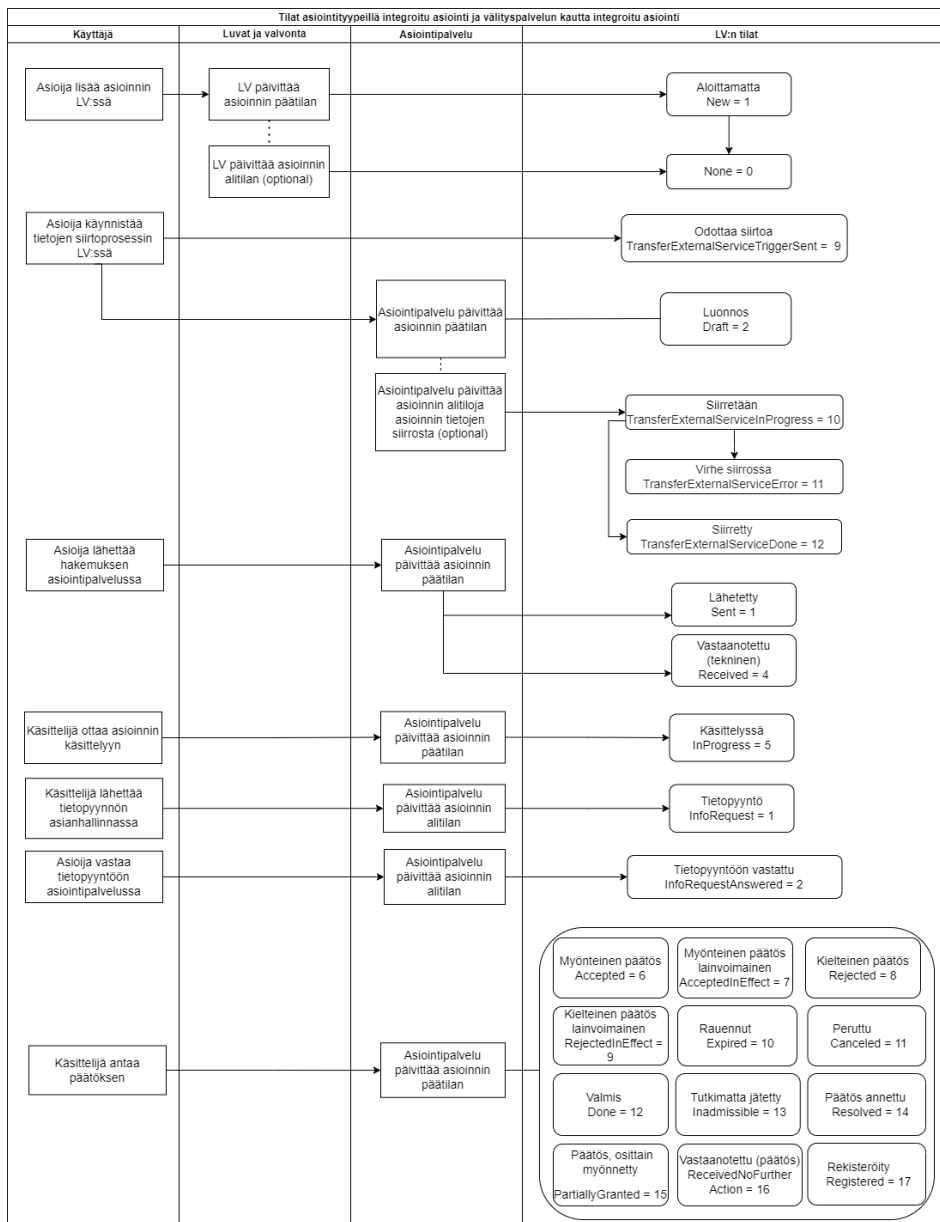 Tilat asiointityypeillä integroitu asiointi ja välityspalvelun kautta integroitu asiointi
Käyttäjä
Luvat ja valvonta
Asiointipalvelu
LV:n tilat
Asioija lisää asioinnin
LV:ssä
LV päivittää
asioinnin päätilan
Aloittamatta
New = 1
LV päivittää asioinnin
alitilan (optional)
None = 0
Asioija käynnistää
tietojen siirtoprosessin
LV:ssä
Odottaa siirtoa
TransferExternalServiceTriggerSent = 9
Asiointipalvelu päivittää
asioinnin päätilan
Luonnos
Draft = 2
Asiointipalvelu päivittää
asioinnin alitiloja
asioinnin tietojen
siirrosta (optional)
Siirretään
TransferExternalServiceInProgress = 10
Virhe siirrossa
TransferExternalServiceError = 11
Siirretty
TransferExternalServiceDone = 12
Asioija lähettää
hakemuksen
asiointipalvelussa
Asiointipalvelu
päivittää asioinnin
päätilan
Lähetetty
Sent = 1
Vastaanotettu
(tekninen)
Received = 4
Käsittelijä ottaa asioinnin
käsittelyyn
Asiointipalvelu
päivittää asioinnin
päätilan
Käsittelyssä
InProgress = 5
Käsittelijä lähettää
tietopyynnön
asianhallinnassa
Asiointipalvelu
päivittää asioinnin
alitilan
Tietopyyntö
InfoRequest = 1
Asioija vastaa
tietopyyntöön
asiointipalvelussa
Asiointipalvelu
päivittää asioinnin
alitilan
Tietopyyntöön vastattu
InfoRequestAnswered = 2
Käsittelijä antaa
päätöksen
Asiointipalvelu
päivittää asioinnin
päätilan
Myönteinen päätös
Accepted = 6
Myönteinen päätös
lainvoimainen
AcceptedInEffect = 7
Kielteinen päätös
Rejected = 8
Kielteinen päätös
lainvoimainen
RejectedInEffect =
9
Rauennut
Expired = 10
Peruttu
Canceled = 11
Valmis
Done = 12
Tutkimatta jätetty
Inadmissible = 13
Päätös annettu
Resolved = 14
Päätös, osittain
myönnetty
PartiallyGranted = 15
Vastaanotettu (päätös)
ReceivedNoFurther
Action = 16
Rekisteröity
Registered = 17